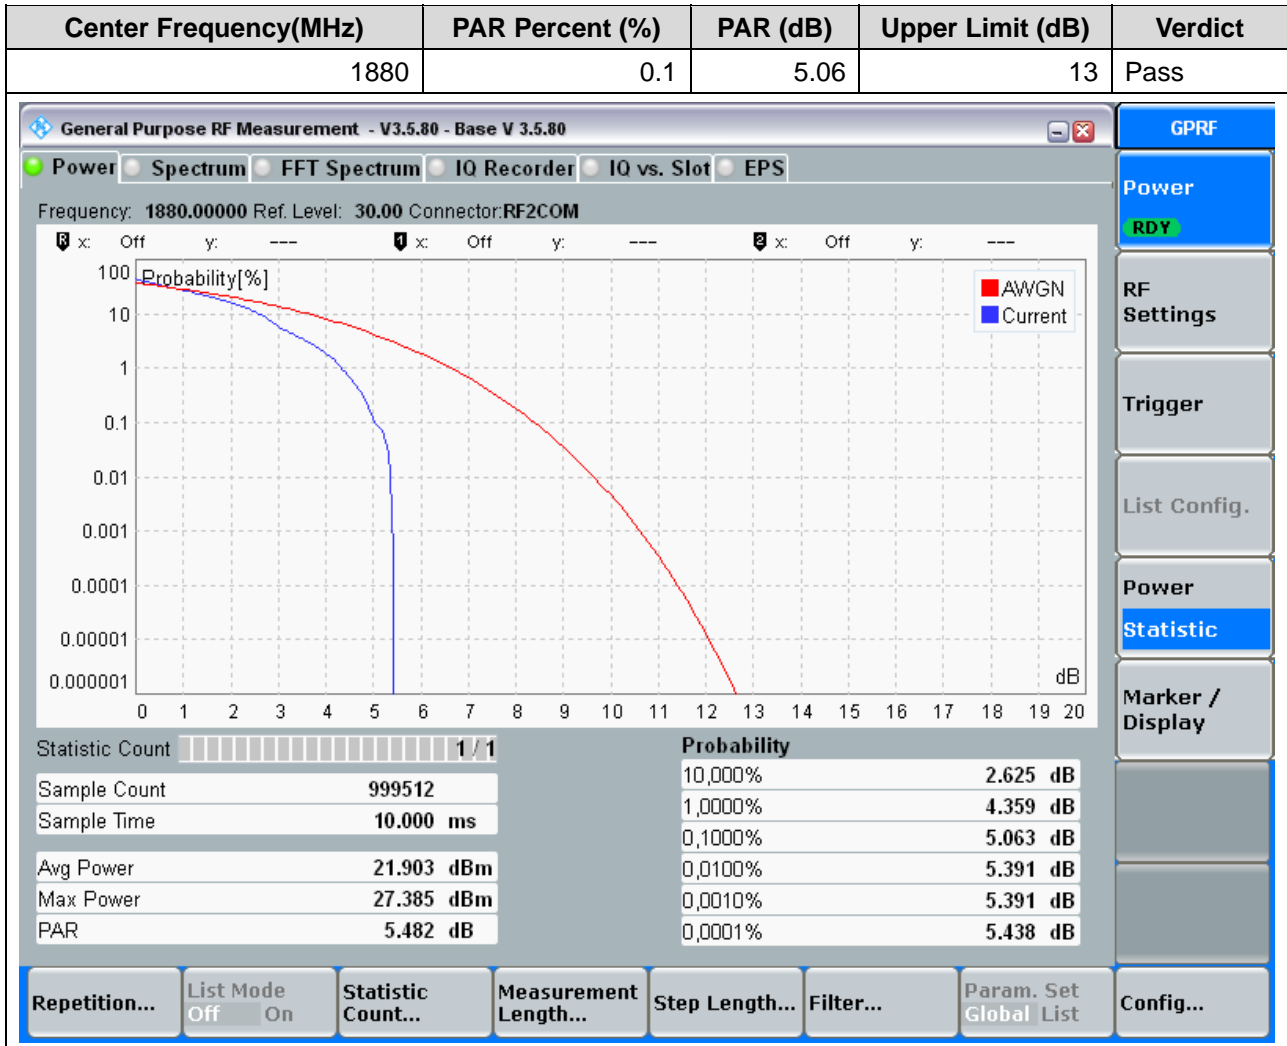 Center Frequency(MHz) PAR Percent (%) PAR (dB) Upper Limit (dB) Verdict
1880 0.1 5.06 13 Pass
General Purpose RF Measurement - V3.5.80 - Base V 3.5.80
GPRF
Power Spectrum FFT Spectrum IQ Recorder IQ vs. Slot EPS
Frequency: 1880.00000 Ref. Level: 30.00 Connector:RF2COM
R x: Off y: --- 1 x: Off y: --- 2 x: Off y: ---
Probability[%]
100
10
1
0.1
0.01
0.001
0.0001
0.00001
0.000001
AWGN
Current
dB
0 1 2 3 4 5 6 7 8 9 10 11 12 13 14 15 16 17 18 19 20
Statistic Count 1 / 1
Sample Count 999512
Sample Time 10.000 ms
Avg Power 21.903 dBm
Max Power 27.385 dBm
PAR 5.482 dB
Probability
10,000% 2.625 dB
1,0000% 4.359 dB
0,1000% 5.063 dB
0,0100% 5.391 dB
0,0010% 5.391 dB
0,0001% 5.438 dB
Power
RDY
RF
Settings
Trigger
List Config.
Power
Statistic
Marker /
Display
Repetition...
List Mode
Off On
Statistic
Count...
Measurement
Length...
Step Length...
Filter...
Param. Set
Global List
Config...